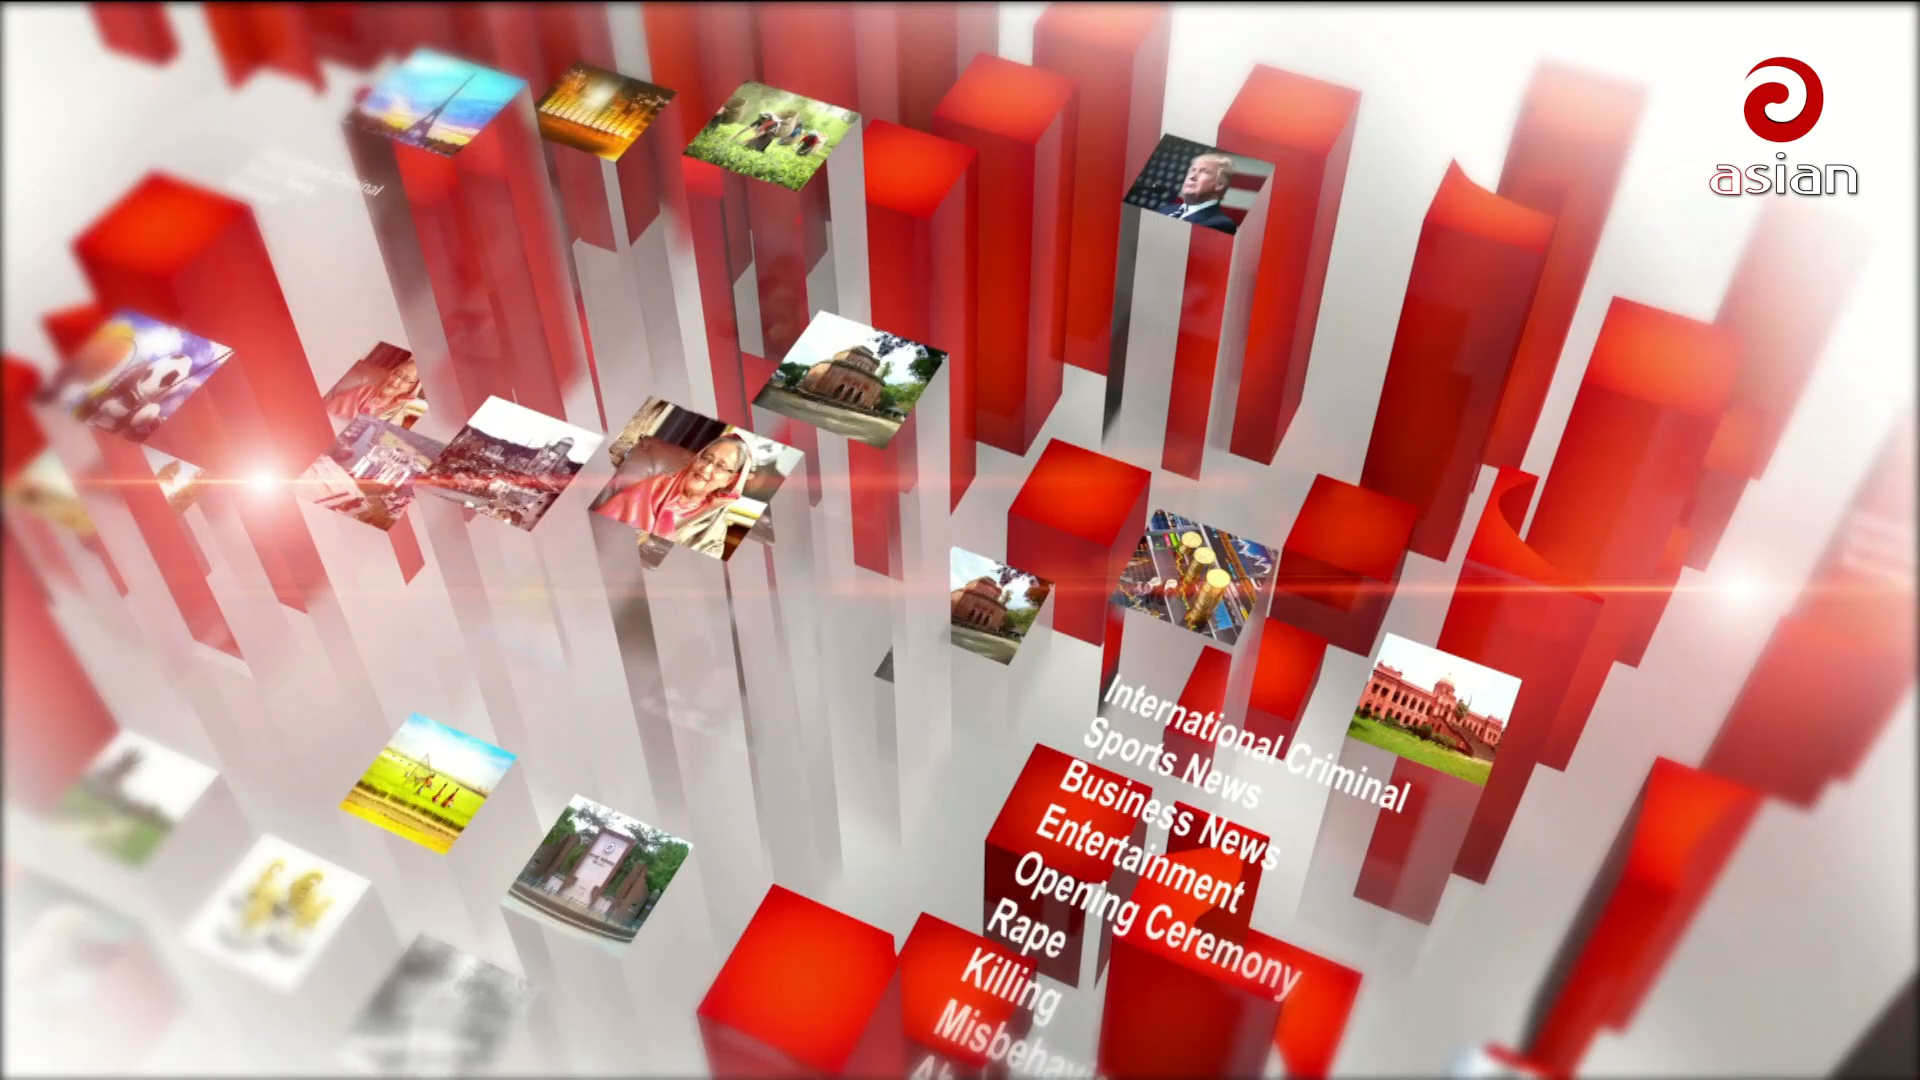 asian
International Criminal
Sports News
Business News
Entertainment
Opening Ceremony
Rape
Killing